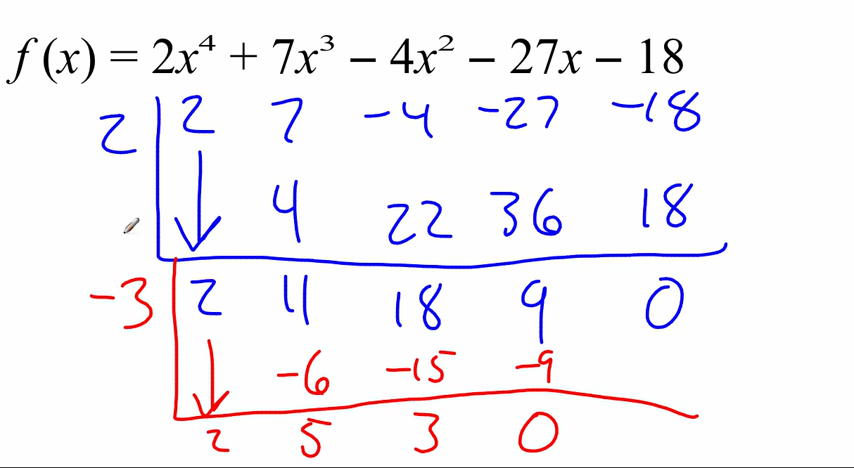 f(x) = 2x⁴ + 7x³ − 4x² − 27x − 18
2 2 7 -4 -27 -18
4 22 36 18
-3 2 11 18 9 0
-6 -15 -9
2 5 3 0